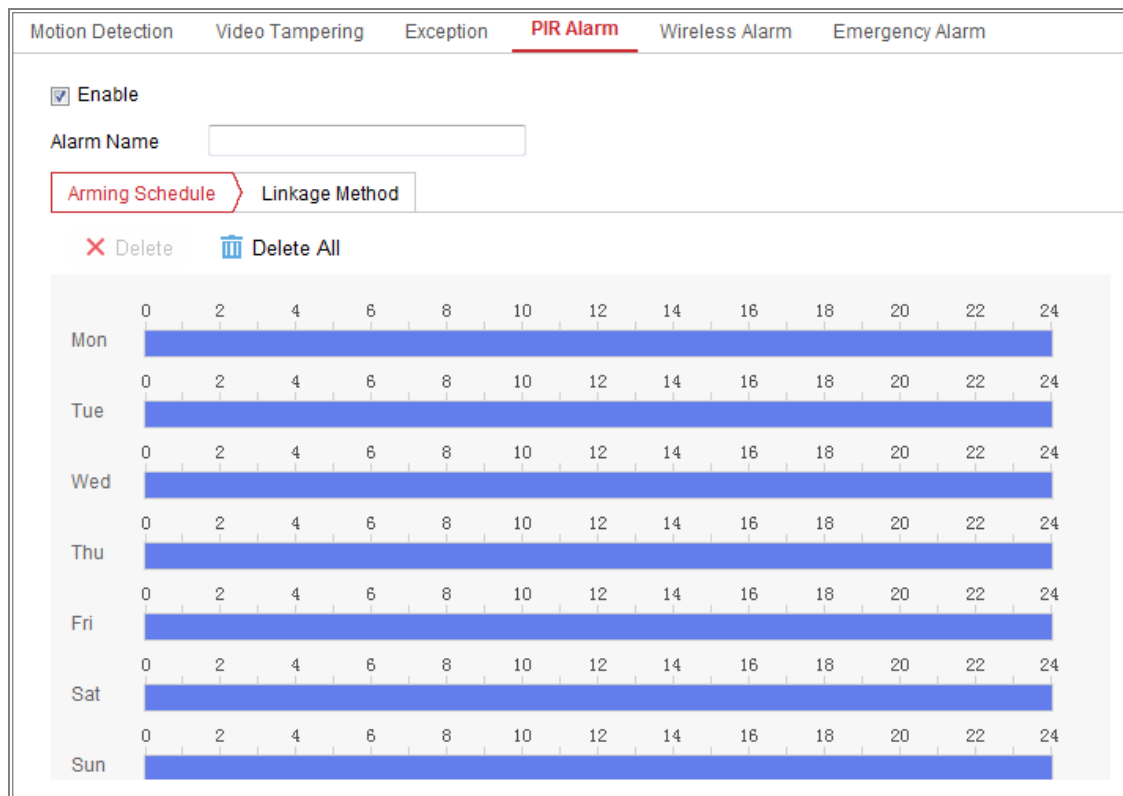 Motion Detection Video Tampering Exception PIR Alarm Wireless Alarm Emergency Alarm
Enable
Alarm Name
Arming Schedule Linkage Method
Delete Delete All
0 2 4 6 8 10 12 14 16 18 20 22 24
Mon
0 2 4 6 8 10 12 14 16 18 20 22 24
Tue
0 2 4 6 8 10 12 14 16 18 20 22 24
Wed
0 2 4 6 8 10 12 14 16 18 20 22 24
Thu
0 2 4 6 8 10 12 14 16 18 20 22 24
Fri
0 2 4 6 8 10 12 14 16 18 20 22 24
Sat
0 2 4 6 8 10 12 14 16 18 20 22 24
Sun